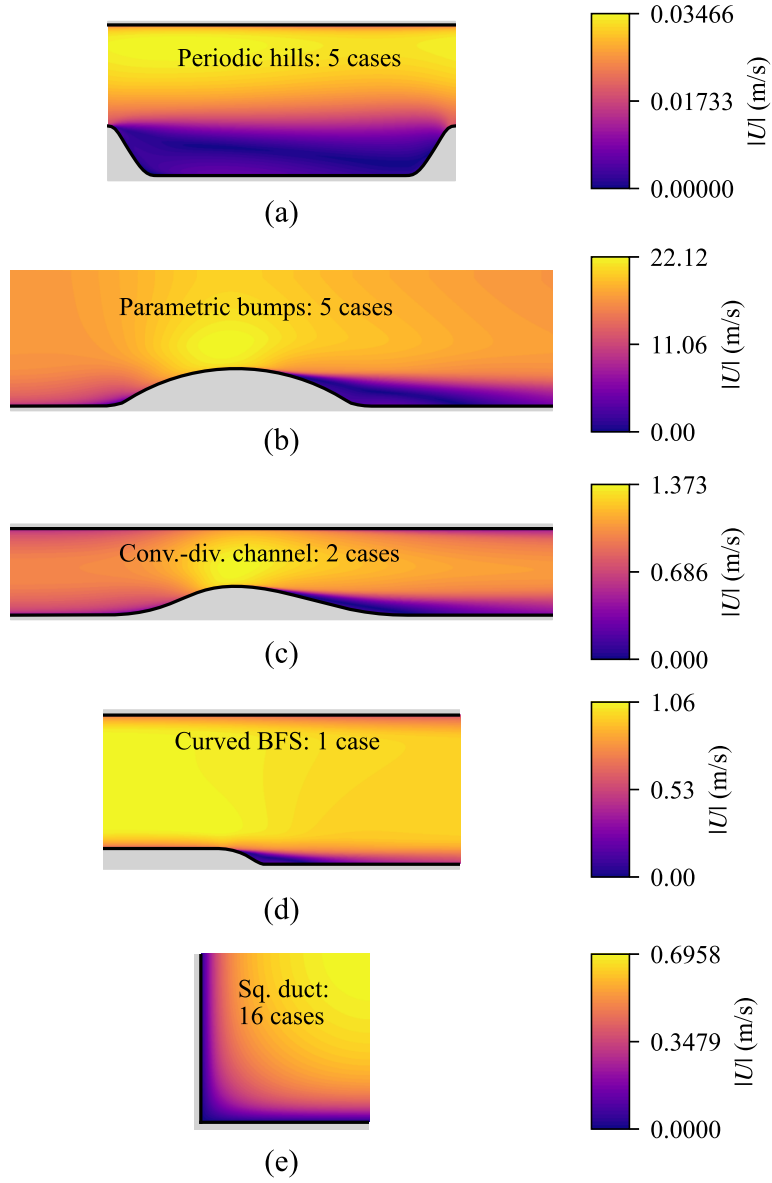 Periodic hills: 5 cases
0.03466
0.01733
0.00000
|U| (m/s)
(a)
Parametric bumps: 5 cases
22.12
11.06
0.00
|U| (m/s)
(b)
Conv.-div. channel: 2 cases
1.373
0.686
0.000
|U| (m/s)
(c)
Curved BFS: 1 case
1.06
0.53
0.00
|U| (m/s)
(d)
Sq. duct:
16 cases
0.6958
0.3479
0.0000
|U| (m/s)
(e)